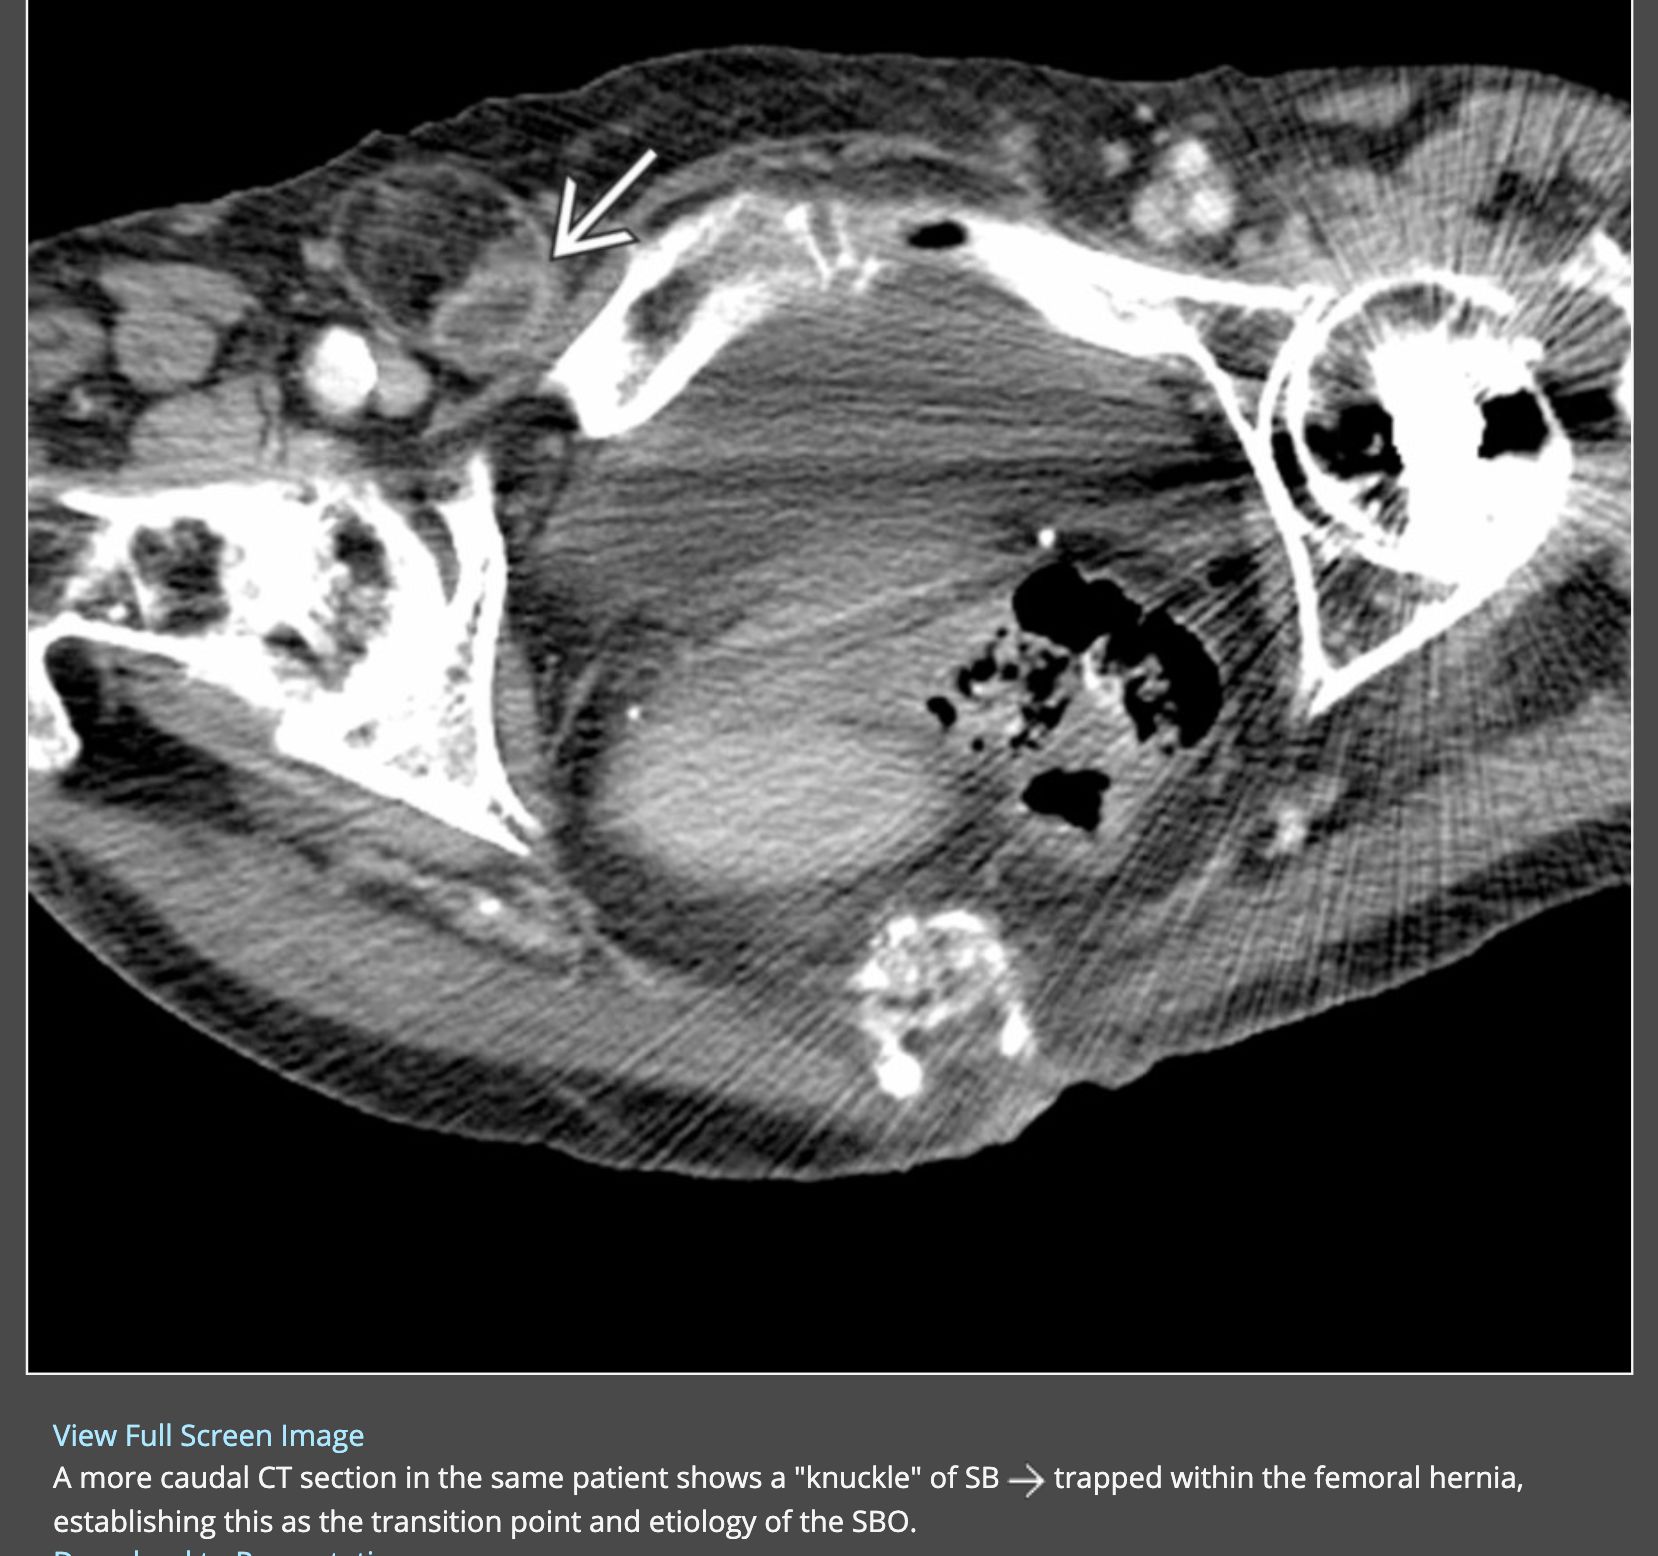 View Full Screen Image
A more caudal CT section in the same patient shows a "knuckle" of SB → trapped within the femoral hernia,
establishing this as the transition point and etiology of the SBO.